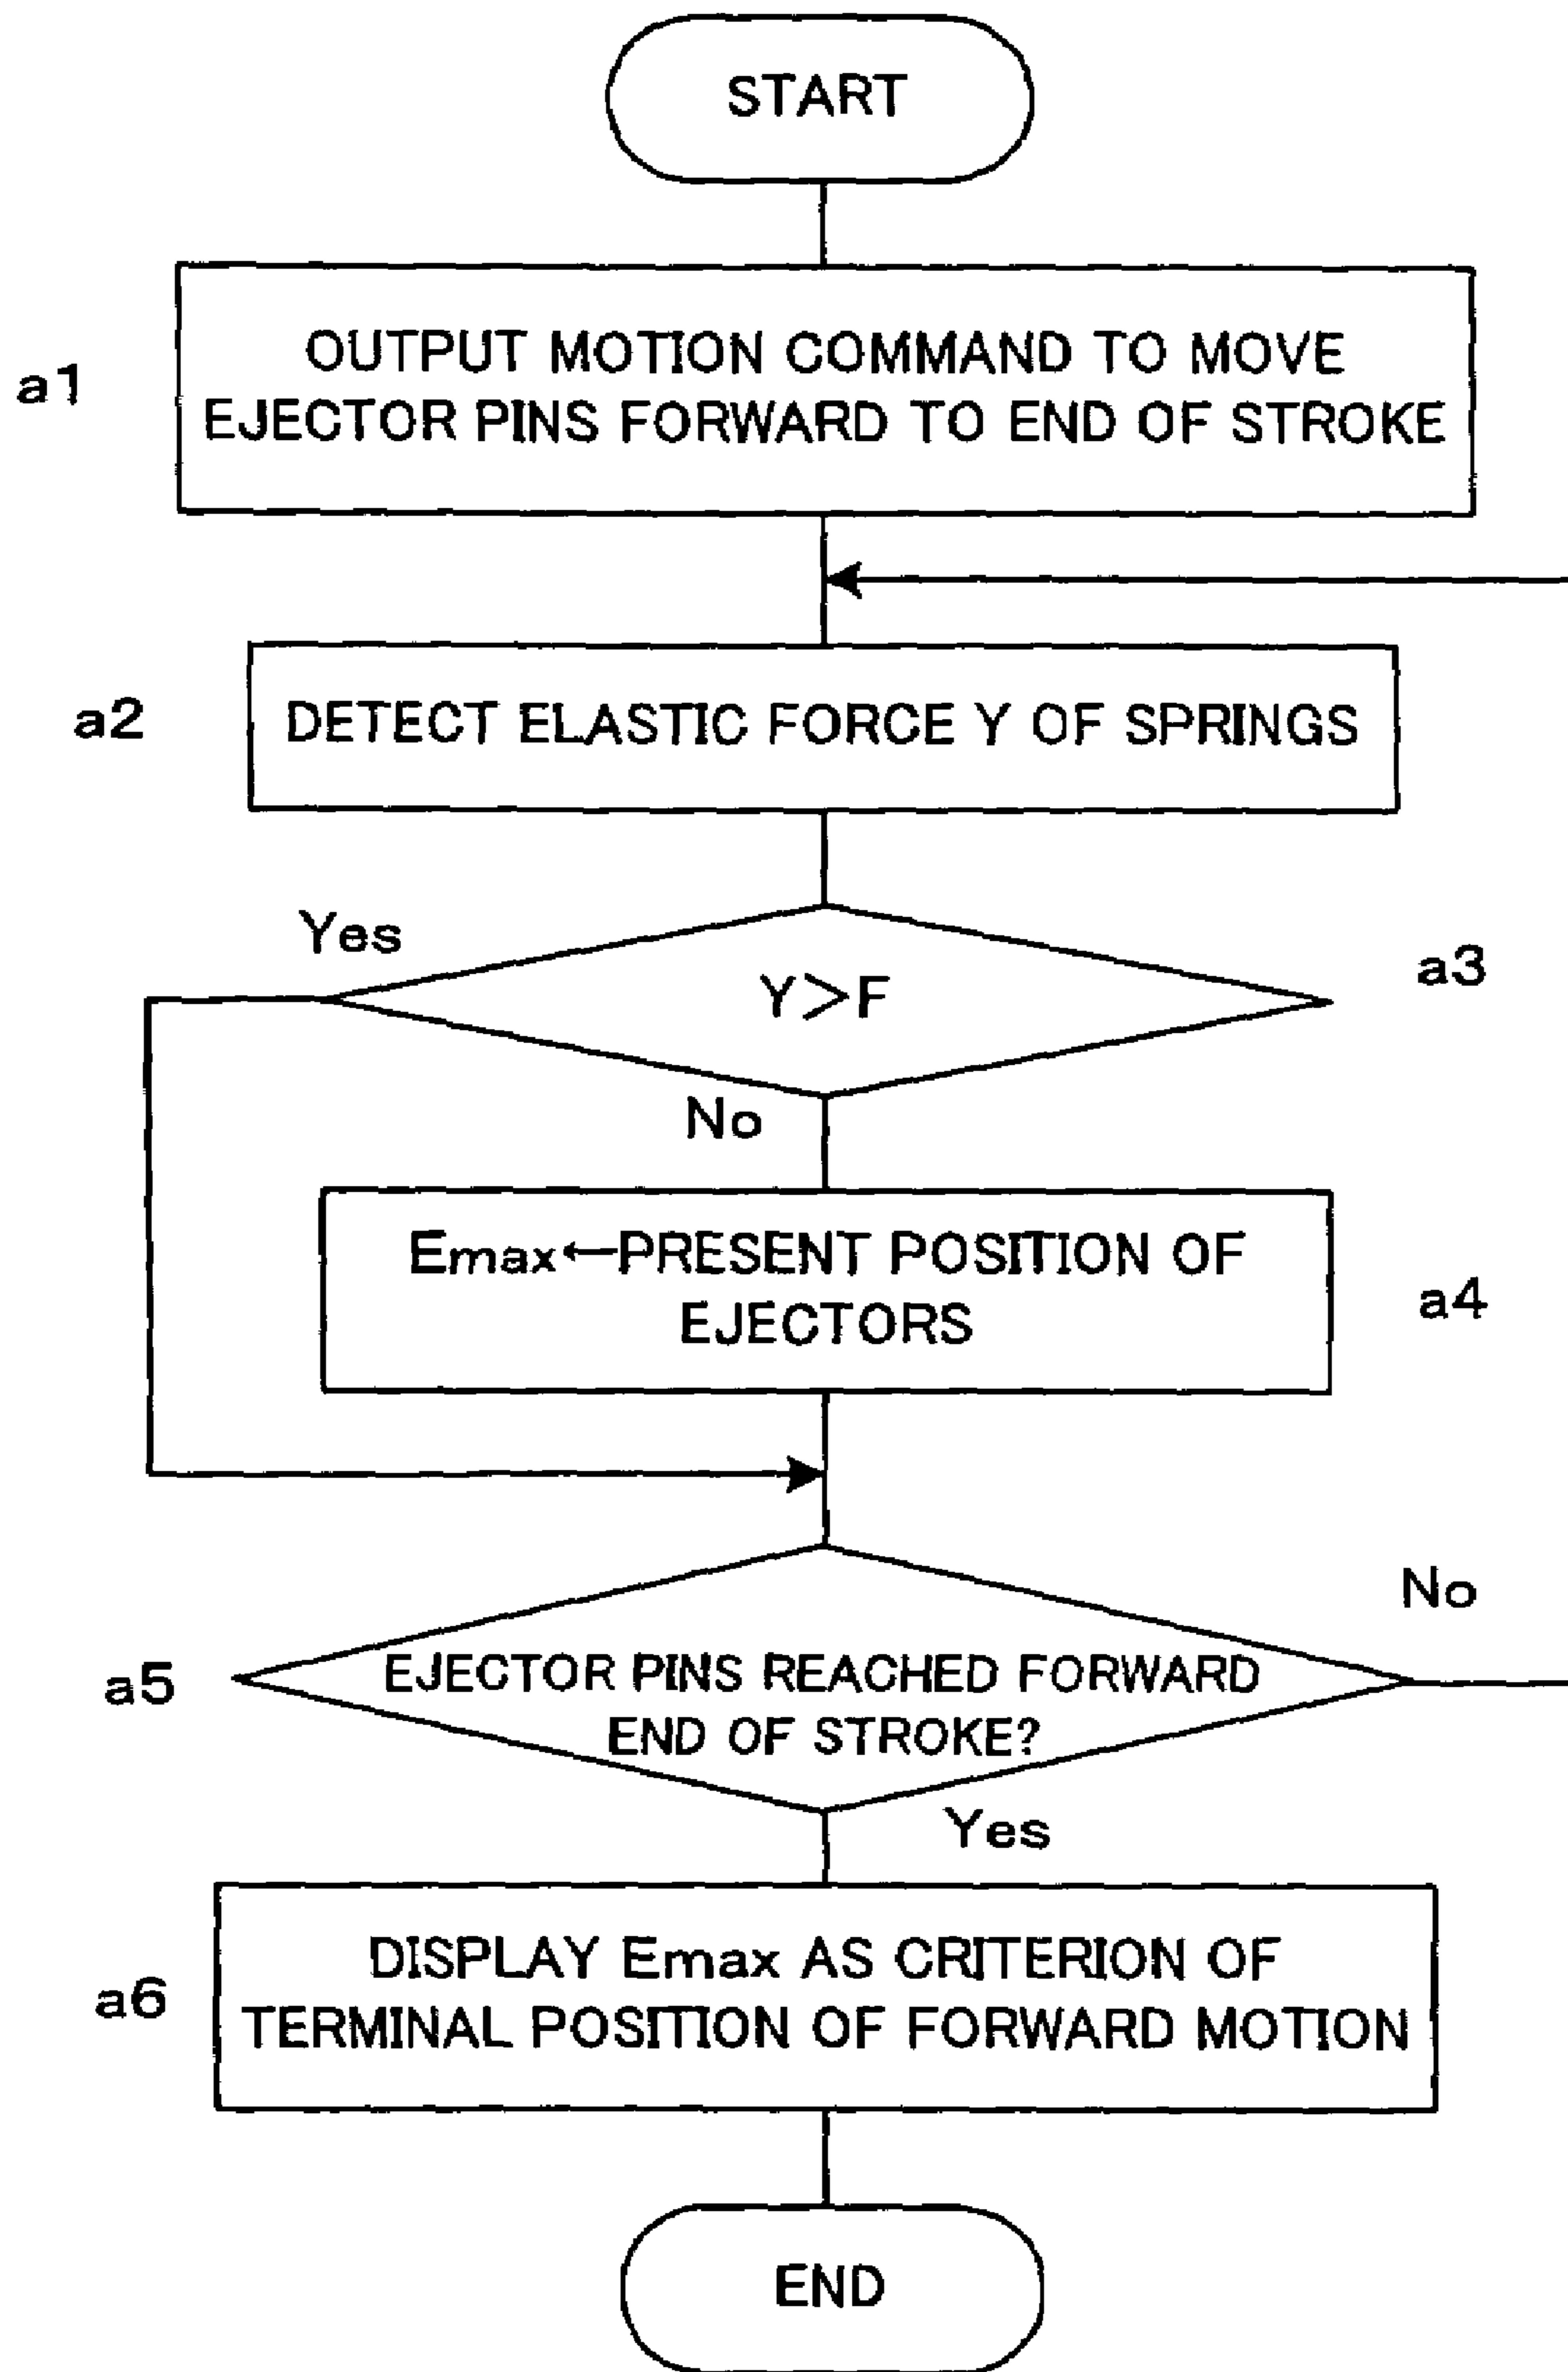 START
a1
OUTPUT MOTION COMMAND TO MOVE
EJECTOR PINS FORWARD TO END OF STROKE
a2
DETECT ELASTIC FORCE Y OF SPRINGS
Yes
Y>F
a3
No
Emax←PRESENT POSITION OF
EJECTORS
a4
No
a5
EJECTOR PINS REACHED FORWARD
END OF STROKE?
Yes
a6
DISPLAY Emax AS CRITERION OF
TERMINAL POSITION OF FORWARD MOTION
END